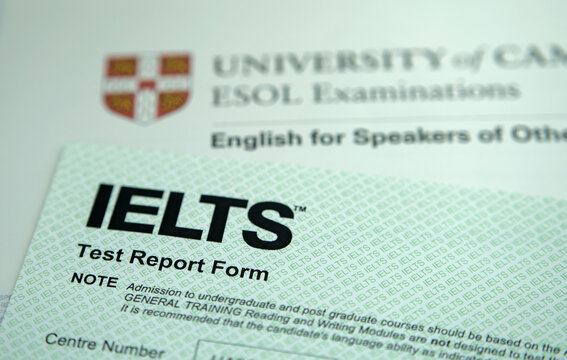 UNIVERSITY of CAM
ESOL Examinations
English for Speakers of Othe
IELTS™
Test Report Form
NOTE Admission to undergraduate and post graduate courses should be based on the
GENERAL TRAINING Reading and Writing Modules are not designed to test th
It is recommended that the candidate's language ability as indicate
Centre Number